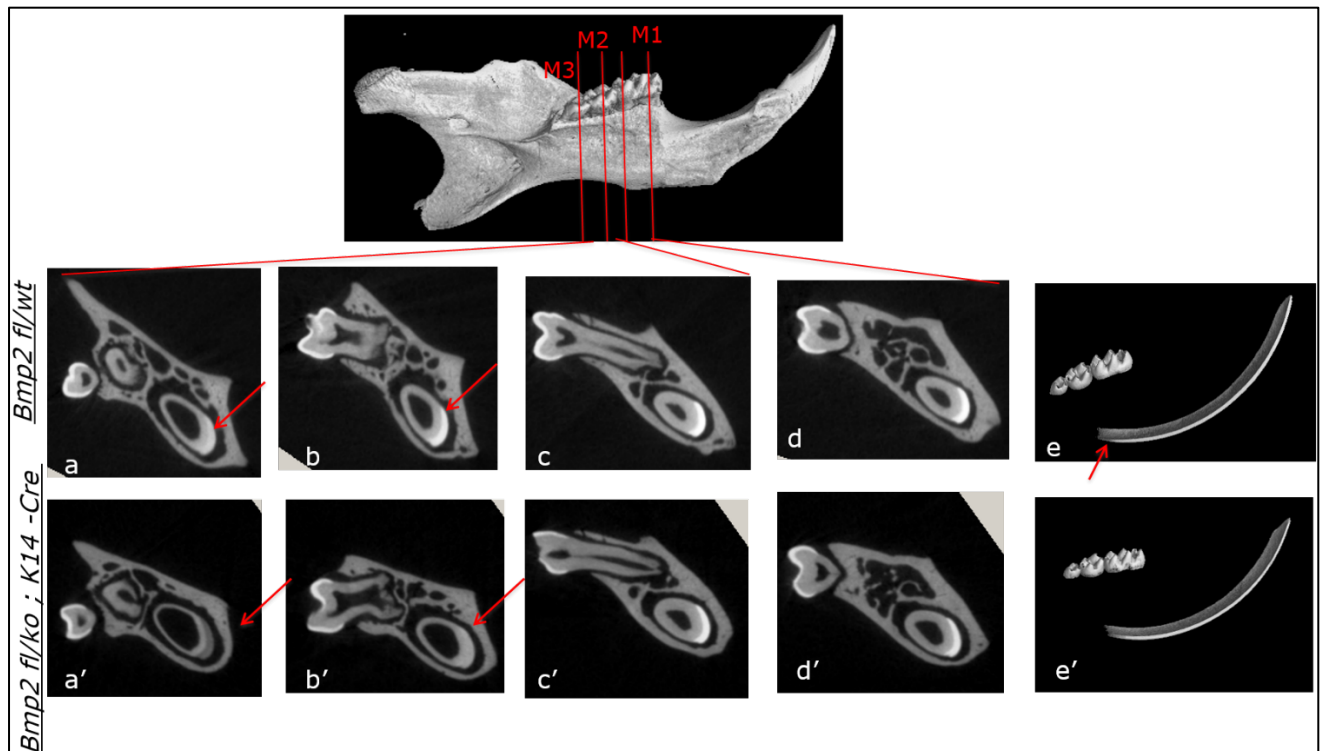 M1
M2
M3
Bmp2 fl/wt
a
b
c
d
e
Bmp2 fl/ko ; K14 -Cre
a’
b’
c’
d’
e’